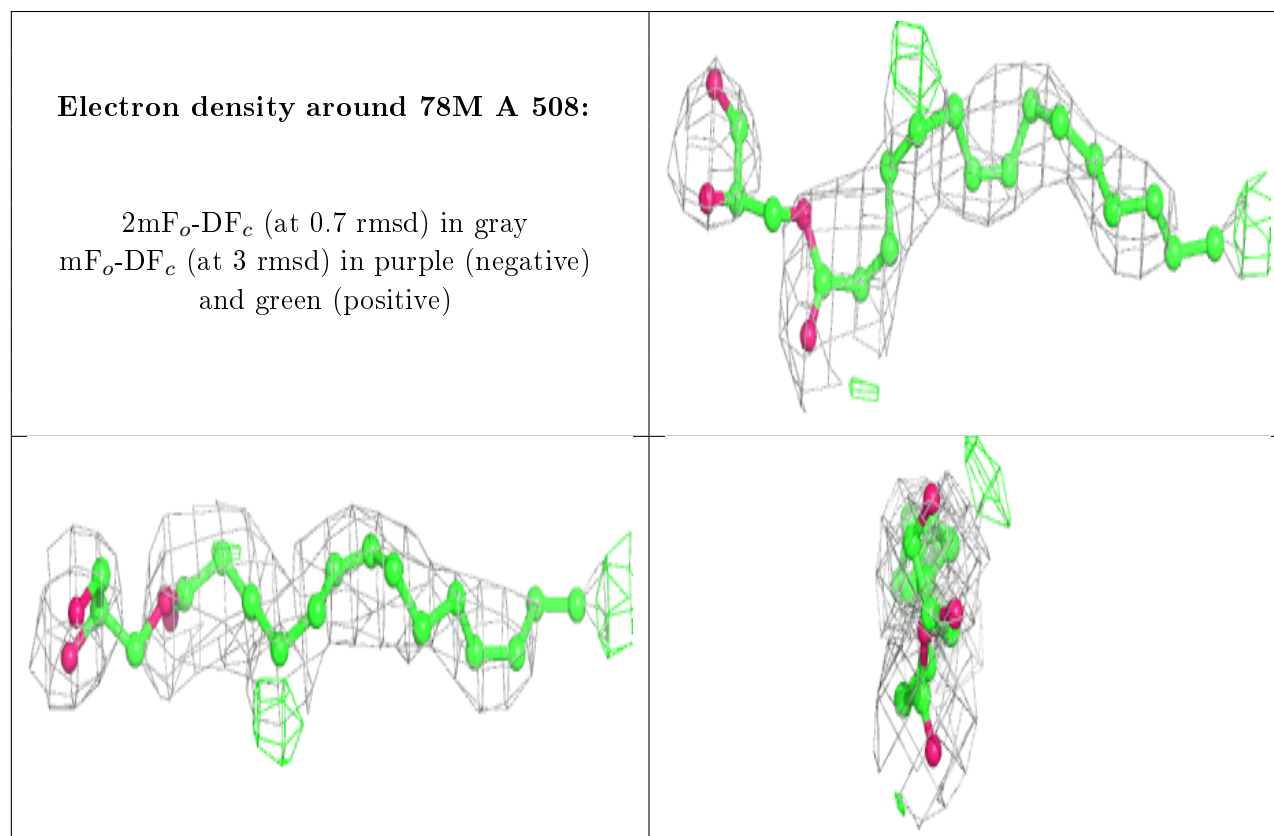 Electron density around 78M A 508:
2mFₒ-DF𝒸 (at 0.7 rmsd) in gray
mFₒ-DF𝒸 (at 3 rmsd) in purple (negative)
and green (positive)